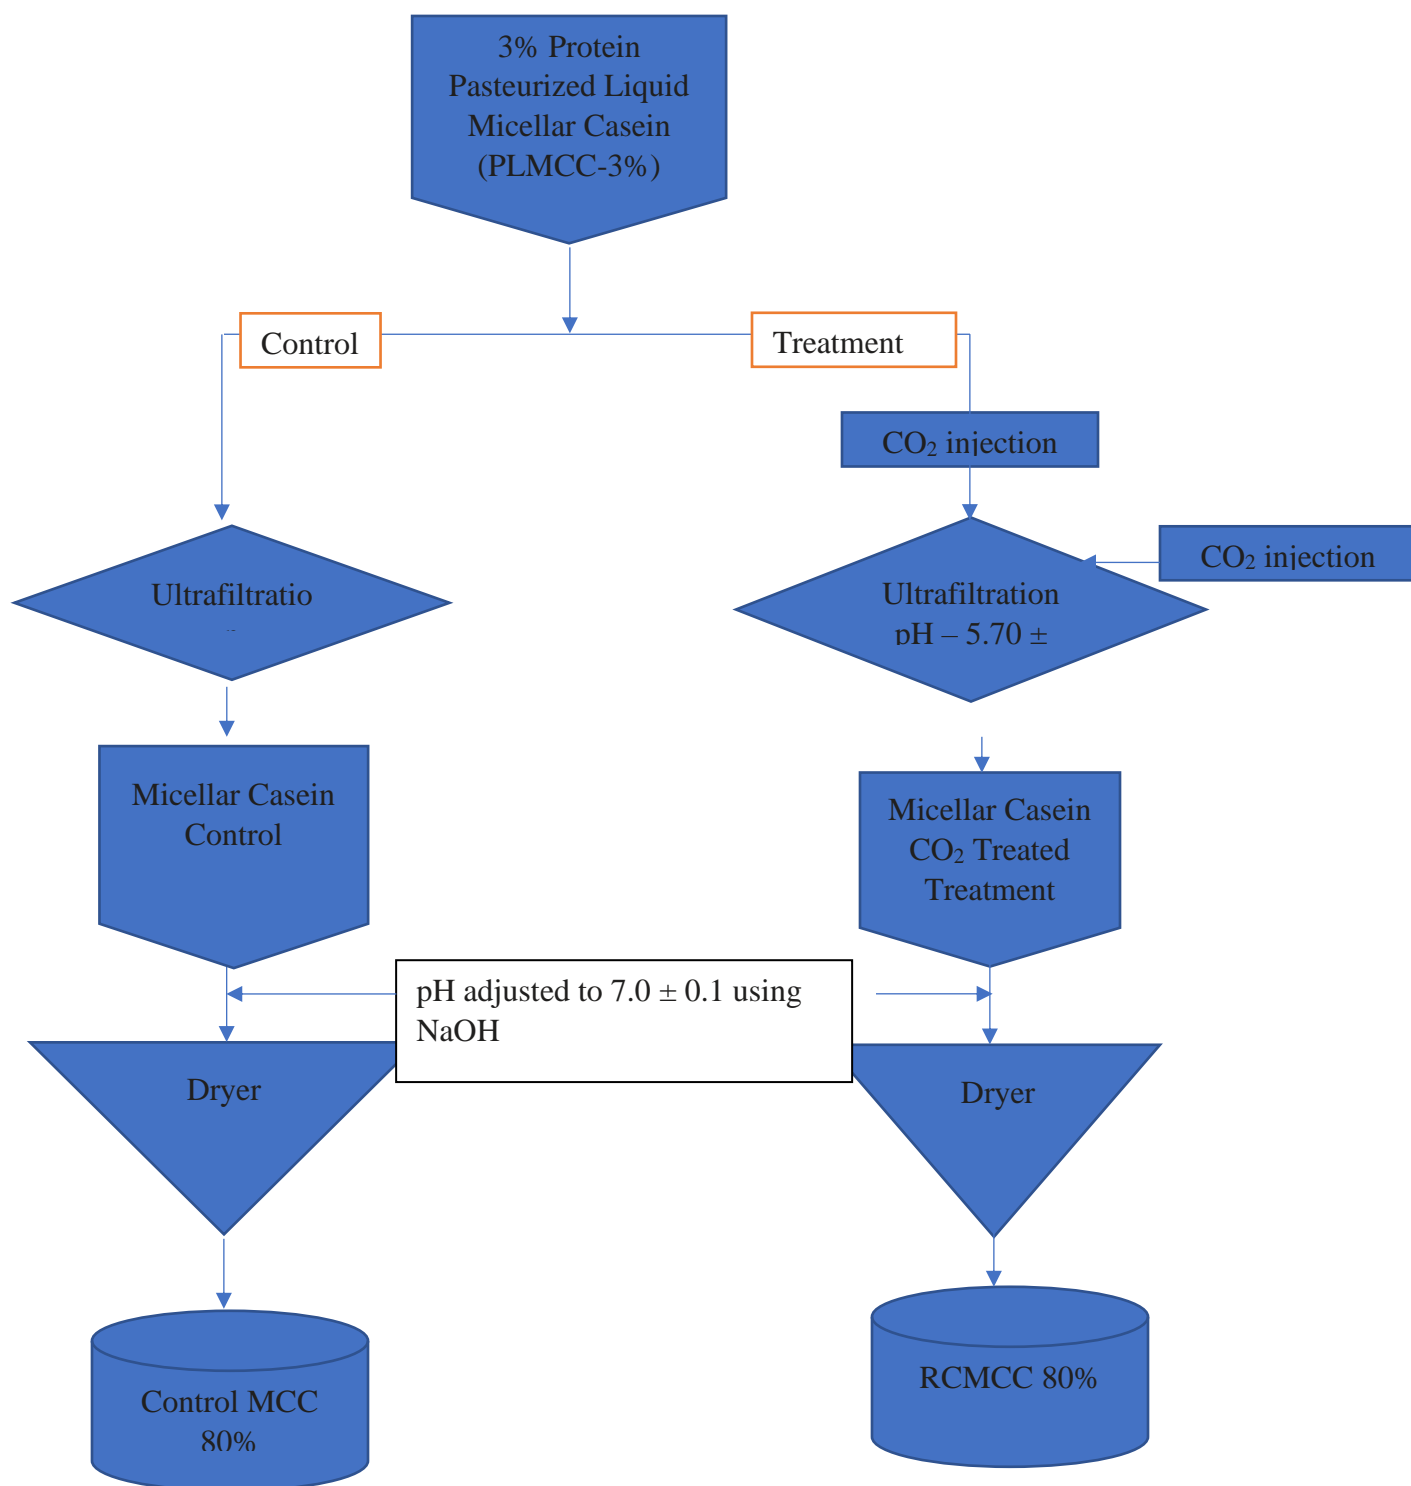 3% Protein
Pasteurized Liquid
Micellar Casein
(PLMCC-3%)
Control
Treatment
CO₂ injection
CO₂ injection
Ultrafiltratio
Ultrafiltration
pH – 5.70 ±
Micellar Casein
Control
Micellar Casein
CO₂ Treated
Treatment
pH adjusted to 7.0 ± 0.1 using
NaOH
Dryer
Dryer
Control MCC
80%
RCMCC 80%